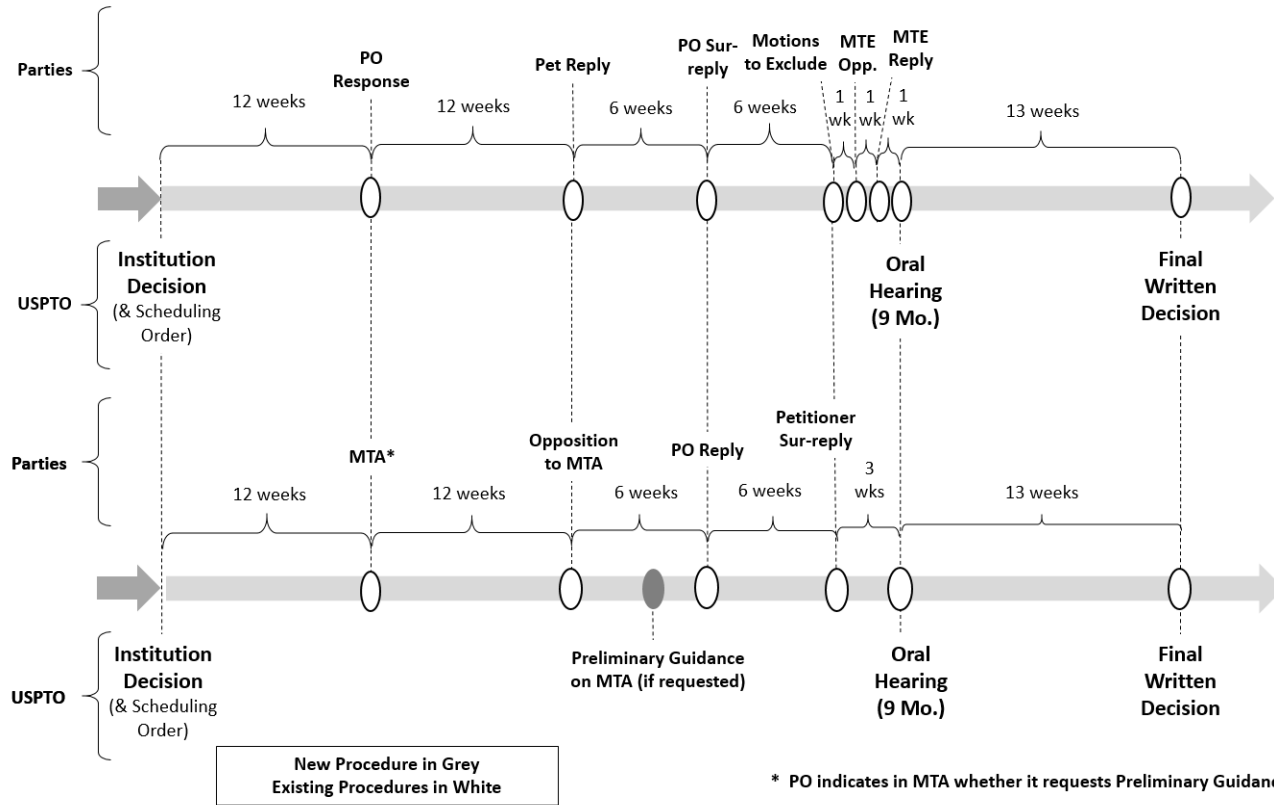 Parties
12 weeks
PO
Response
12 weeks
Pet Reply
6 weeks
PO Sur-
reply
6 weeks
Motions
to Exclude
1
wk
MTE
Opp.
1
wk
MTE
Reply
1
wk
13 weeks
USPTO
Institution
Decision
(& Scheduling
Order)
Oral
Hearing
(9 Mo.)
Final
Written
Decision
Parties
12 weeks
MTA*
12 weeks
Opposition
to MTA
6 weeks
PO Reply
6 weeks
Petitioner
Sur-reply
3
wks
13 weeks
USPTO
Institution
Decision
(& Scheduling
Order)
Preliminary Guidance
on MTA (if requested)
Oral
Hearing
(9 Mo.)
Final
Written
Decision
New Procedure in Grey
Existing Procedures in White
* PO indicates in MTA whether it requests Preliminary Guidanc